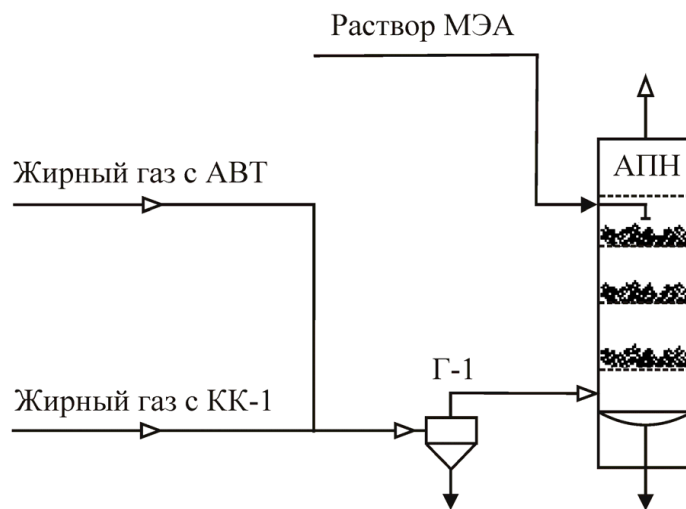 Раствор МЭА
Жирный газ с АВТ
АПН
Г-1
Жирный газ с КК-1